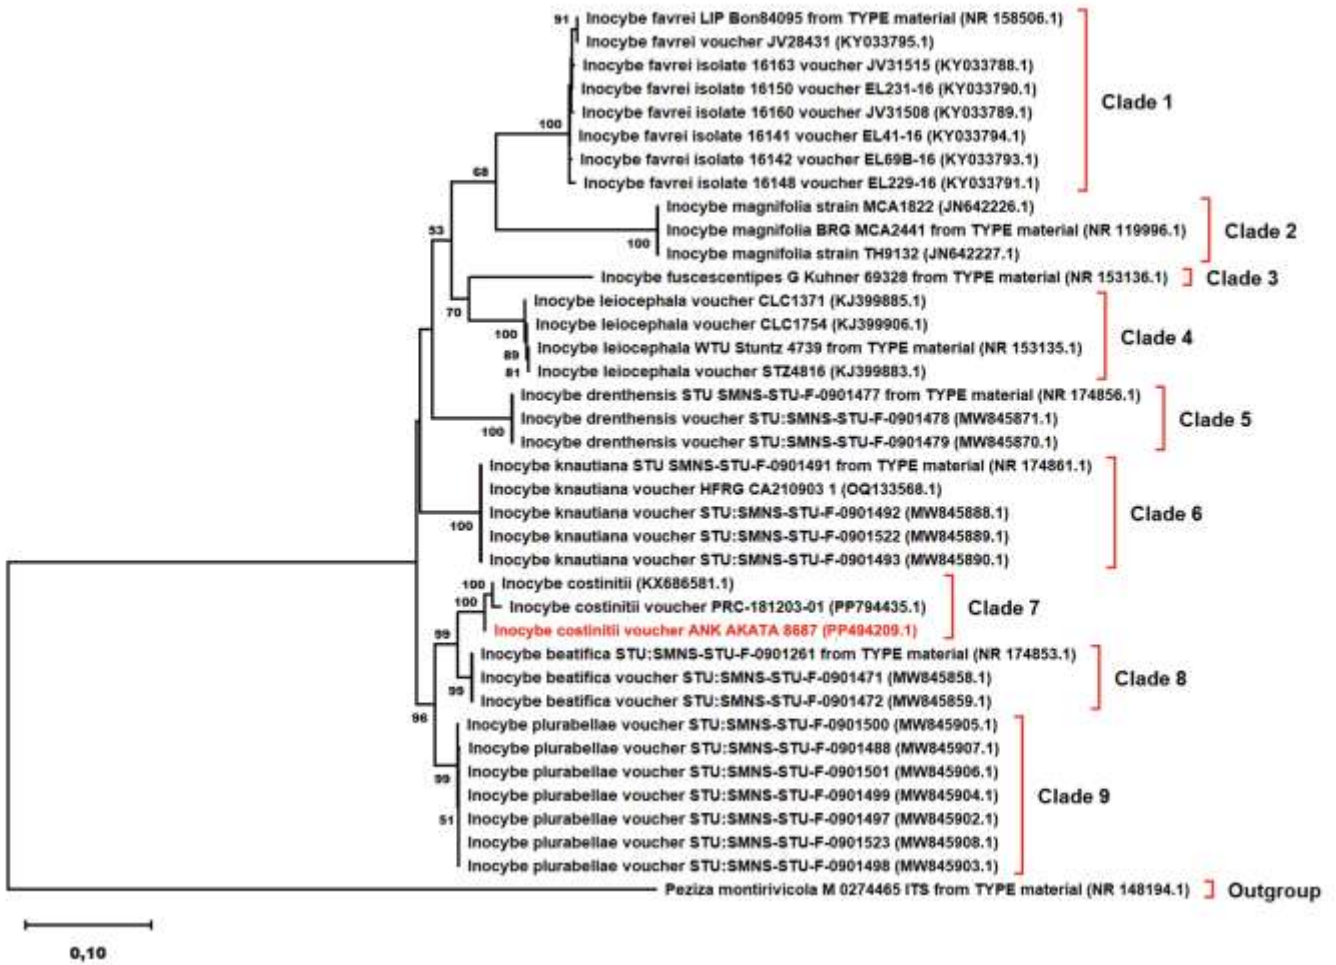 91
Inocybe favrei LIP Bon84095 from TYPE material (NR 158506.1)
Inocybe favrei voucher JV28431 (KY033795.1)
Inocybe favrei isolate 16163 voucher JV31515 (KY033788.1)
Inocybe favrei isolate 16150 voucher EL231-16 (KY033790.1)
Clade 1
Inocybe favrei isolate 16160 voucher JV31508 (KY033789.1)
100
Inocybe favrei isolate 16141 voucher EL41-16 (KY033794.1)
Inocybe favrei isolate 16142 voucher EL69B-16 (KY033793.1)
68
Inocybe favrei isolate 16148 voucher EL229-16 (KY033791.1)
Inocybe magnifolia strain MCA1822 (JN642226.1)
53
Inocybe magnifolia BRG MCA2441 from TYPE material (NR 119996.1)
Clade 2
100
Inocybe magnifolia strain TH9132 (JN642227.1)
Inocybe fuscescentipes G Kuhner 69328 from TYPE material (NR 153136.1)
Clade 3
70
Inocybe leiocephala voucher CLC1371 (KJ399885.1)
Inocybe leiocephala voucher CLC1754 (KJ399906.1)
100
Clade 4
Inocybe leiocephala WTU Stuntz 4739 from TYPE material (NR 153135.1)
89
Inocybe leiocephala voucher STZ4816 (KJ399883.1)
81
Inocybe drenthensis STU SMNS-STU-F-0901477 from TYPE material (NR 174856.1)
Inocybe drenthensis voucher STU:SMNS-STU-F-0901478 (MW845871.1)
Clade 5
100
Inocybe drenthensis voucher STU:SMNS-STU-F-0901479 (MW845870.1)
Inocybe knautiana STU SMNS-STU-F-0901491 from TYPE material (NR 174861.1)
Inocybe knautiana voucher HFRG CA210903 1 (OQ133568.1)
Inocybe knautiana voucher STU:SMNS-STU-F-0901492 (MW845888.1)
Clade 6
100
Inocybe knautiana voucher STU:SMNS-STU-F-0901522 (MW845889.1)
Inocybe knautiana voucher STU:SMNS-STU-F-0901493 (MW845890.1)
100
Inocybe costinitii (KX686581.1)
100
Inocybe costinitii voucher PRC-181203-01 (PP794435.1)
Clade 7
Inocybe costinitii voucher ANK AKATA 8687 (PP494209.1)
99
Inocybe beatifica STU:SMNS-STU-F-0901261 from TYPE material (NR 174853.1)
Inocybe beatifica voucher STU:SMNS-STU-F-0901471 (MW845858.1)
Clade 8
99
Inocybe beatifica voucher STU:SMNS-STU-F-0901472 (MW845859.1)
96
Inocybe plurabellae voucher STU:SMNS-STU-F-0901500 (MW845905.1)
Inocybe plurabellae voucher STU:SMNS-STU-F-0901488 (MW845907.1)
Inocybe plurabellae voucher STU:SMNS-STU-F-0901501 (MW845906.1)
99
Inocybe plurabellae voucher STU:SMNS-STU-F-0901499 (MW845904.1)
Clade 9
Inocybe plurabellae voucher STU:SMNS-STU-F-0901497 (MW845902.1)
51
Inocybe plurabellae voucher STU:SMNS-STU-F-0901523 (MW845908.1)
Inocybe plurabellae voucher STU:SMNS-STU-F-0901498 (MW845903.1)
Peziza montirivicola M 0274465 ITS from TYPE material (NR 148194.1)
Outgroup
0,10